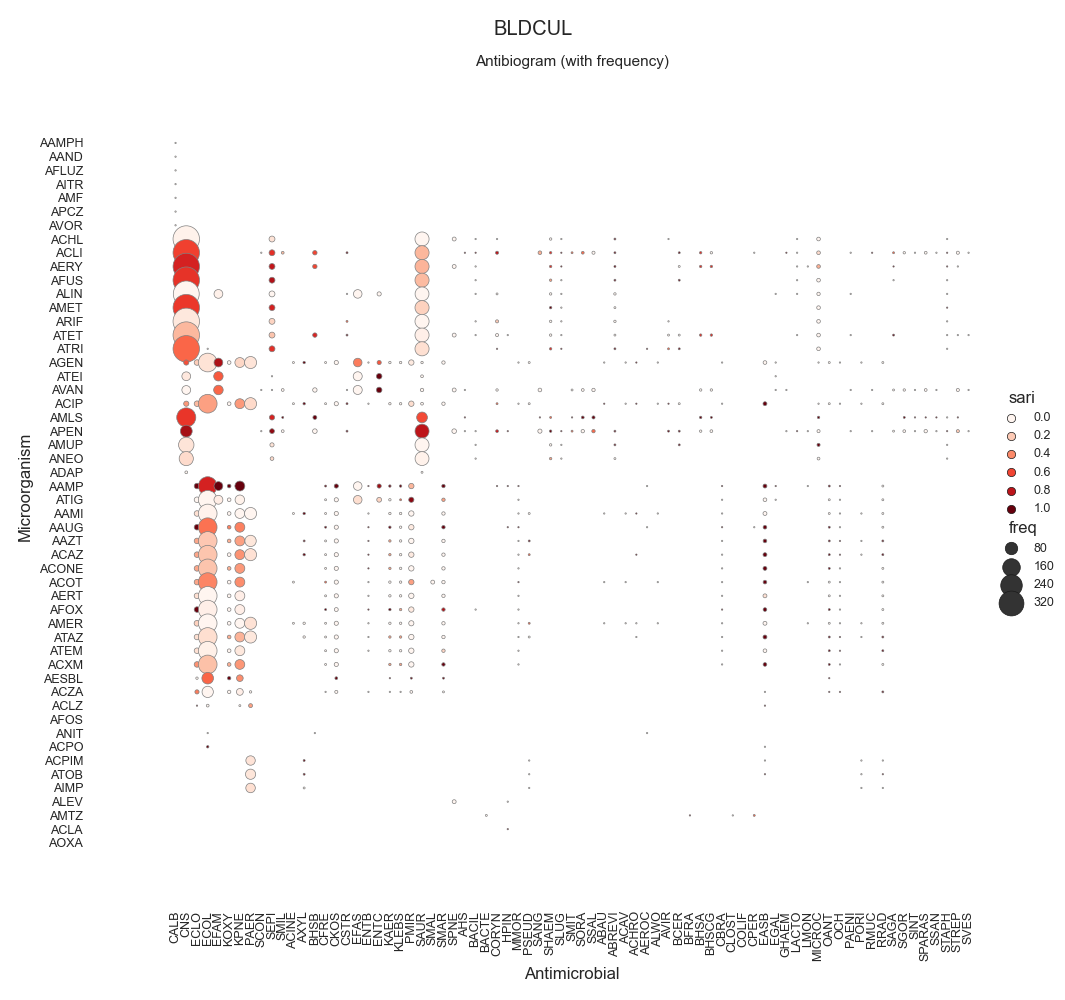 BLDCUL
Antibiogram (with frequency)
AAMPH
AAND
AFLUZ
AITR
AMF
APCZ
AVOR
ACHL
ACLI
AERY
AFUS
ALIN
AMET
ARIF
ATET
ATRI
AGEN
ATEI
AVAN
ACIP
AMLS
APEN
AMUP
ANEO
ADAP
AAMP
ATIG
AAMI
AAUG
AAZT
ACAZ
ACONE
ACOT
AERT
AFOX
AMER
ATAZ
ATEM
ACXM
AESBL
ACZA
ACLZ
AFOS
ANIT
ACPO
ACPIM
ATOB
AIMP
ALEV
AMTZ
ACLA
AOXA
Microorganism
sari
0.0
0.2
0.4
0.6
0.8
1.0
freq
80
160
240
320
CALB
CNS
ECLO
ECOL
EFAM
KOXY
KPNE
PAER
SCON
SEPI
SMIL
ACINE
AXYL
BHSB
CFRE
CKOS
CSTR
EFAS
ENTB
ENTC
KAER
KLEBS
PMIR
SAUR
SMAL
SMAR
SPNE
AHS
BACIL
BACTE
CORYN
HPIN
MMOR
PSEUD
SANG
SHAEM
SLUG
SMIT
SORA
SSAL
ABAU
ABREVI
ACAV
ACHRO
AEROC
ALWO
AVIR
BCER
BFRA
BHSA
BHSCG
CBRA
CLOST
COLIF
CPER
EASB
EGAL
GHAEM
LACTO
LMON
MICROC
OANT
OCH
PAENI
PORI
RMUC
RRAD
SAGA
SGOR
SINT
SPARAS
SSAN
STAPH
STREP
SVES
Antimicrobial